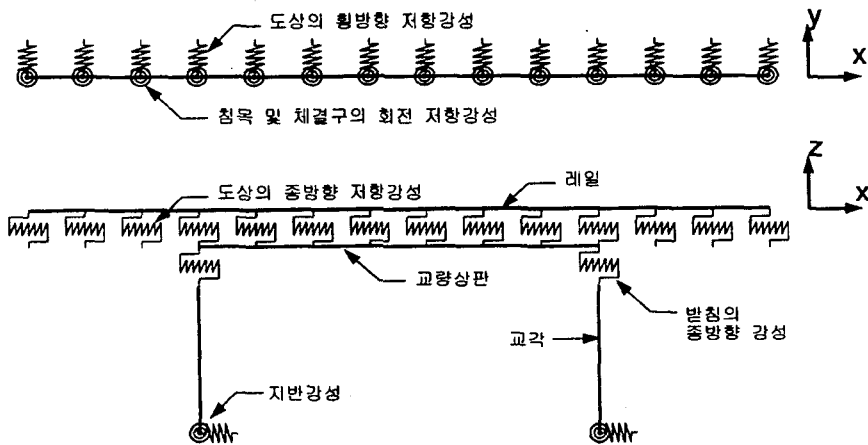 도상의 횡방향 저항강성
y
x
침목 및 체결구의 회전 저항강성
z
레일
도상의 종방향 저항강성
x
교량상판
받침의
종방향 강성
교각
지반강성